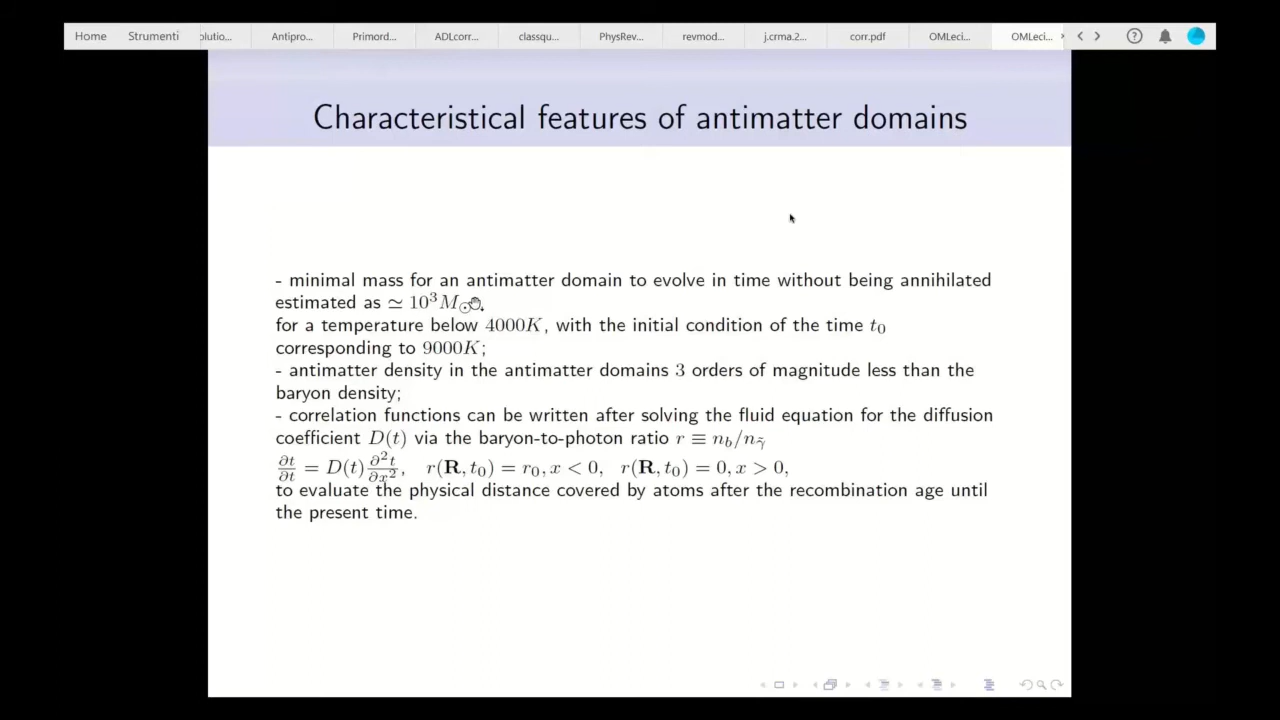 Home Strumenti olutio... Antipro... Primord... ADLcorr... classqu... PhysRev... revmod... j.crma.2... corr.pdf OMLeci... OMLeci...
Characteristical features of antimatter domains
- minimal mass for an antimatter domain to evolve in time without being annihilated
estimated as ≃ 10³M☉,
for a temperature below 4000K, with the initial condition of the time t₀
corresponding to 9000K;
- antimatter density in the antimatter domains 3 orders of magnitude less than the
baryon density;
- correlation functions can be written after solving the fluid equation for the diffusion
coefficient D(t) via the baryon-to-photon ratio r ≡ n_b/n_γ̃
∂t/∂t = D(t) ∂²t/∂x², r(R, t₀) = r₀, x < 0, r(R, t₀) = 0, x > 0,
to evaluate the physical distance covered by atoms after the recombination age until
the present time.